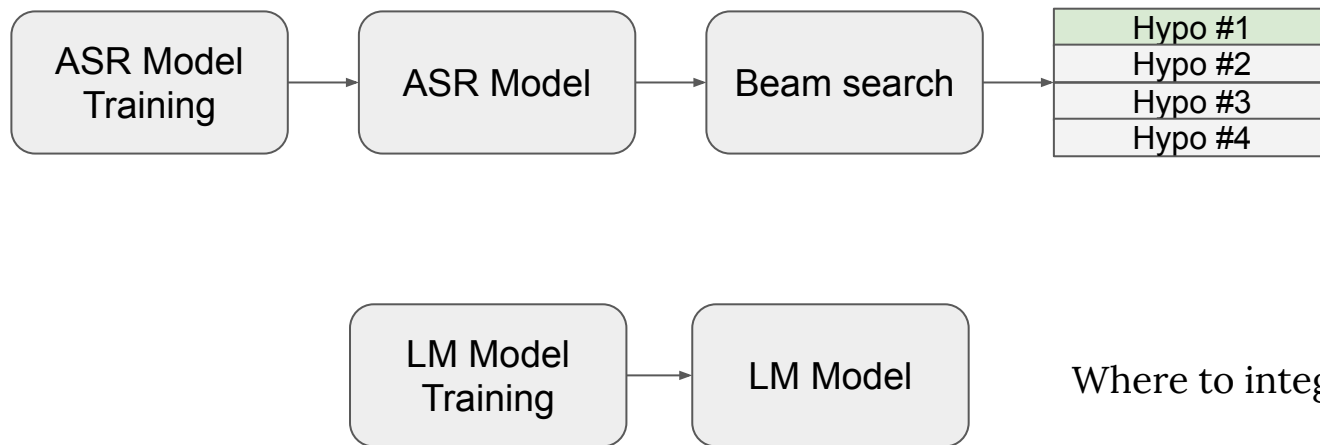 ASR Model
Training
ASR Model
Beam search
Hypo #1
Hypo #2
Hypo #3
Hypo #4
LM Model
Training
LM Model
Where to